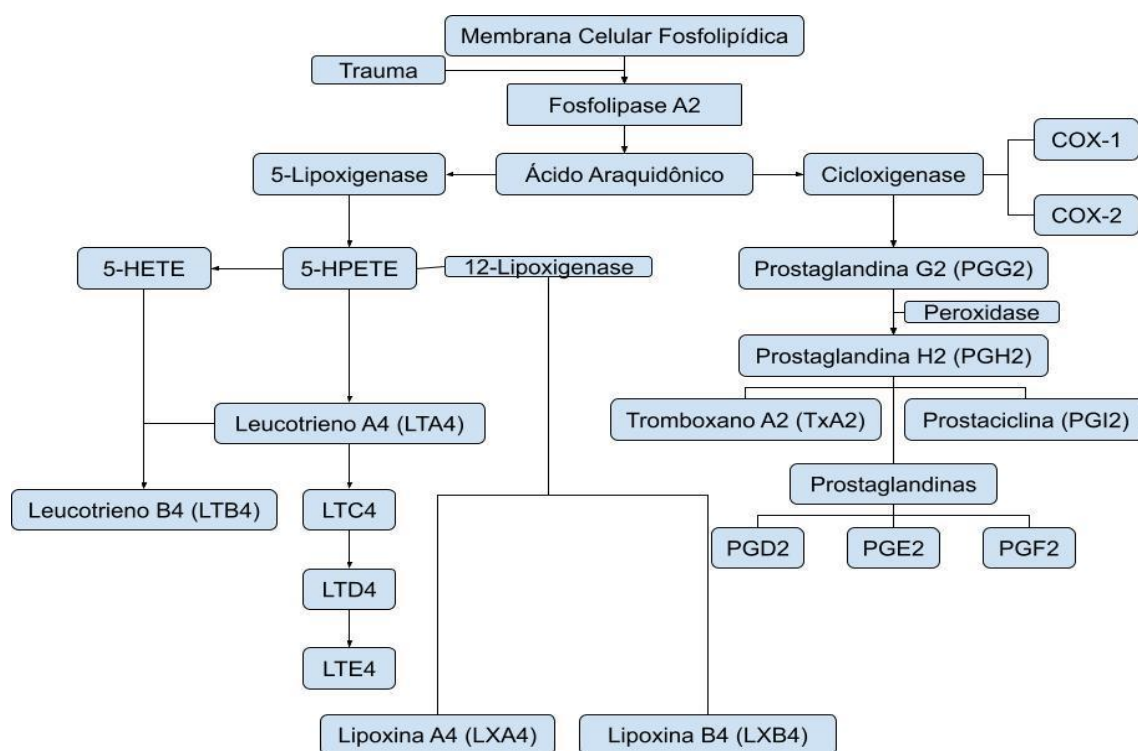 Membrana Celular Fosfolipídica
Trauma
Fosfolipase A2
COX-1
5-Lipoxigenase
Ácido Araquidônico
Cicloxigenase
COX-2
5-HETE
5-HPETE
12-Lipoxigenase
Prostaglandina G2 (PGG2)
Peroxidase
Prostaglandina H2 (PGH2)
Leucotrieno A4 (LTA4)
Tromboxano A2 (TxA2)
Prostaciclina (PGI2)
Leucotrieno B4 (LTB4)
LTC4
Prostaglandinas
PGD2
PGE2
PGF2
LTD4
LTE4
Lipoxina A4 (LXA4)
Lipoxina B4 (LXB4)